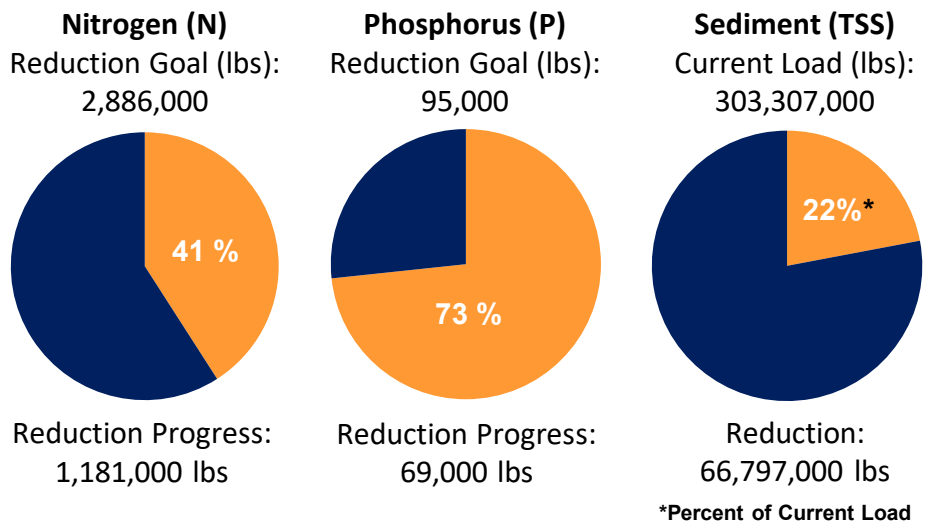 Nitrogen (N)
Reduction Goal (lbs):
2,886,000
41 %
Reduction Progress:
1,181,000 lbs
Phosphorus (P)
Reduction Goal (lbs):
95,000
73 %
Reduction Progress:
69,000 lbs
Sediment (TSS)
Current Load (lbs):
303,307,000
22%*
Reduction:
66,797,000 lbs
*Percent of Current Load